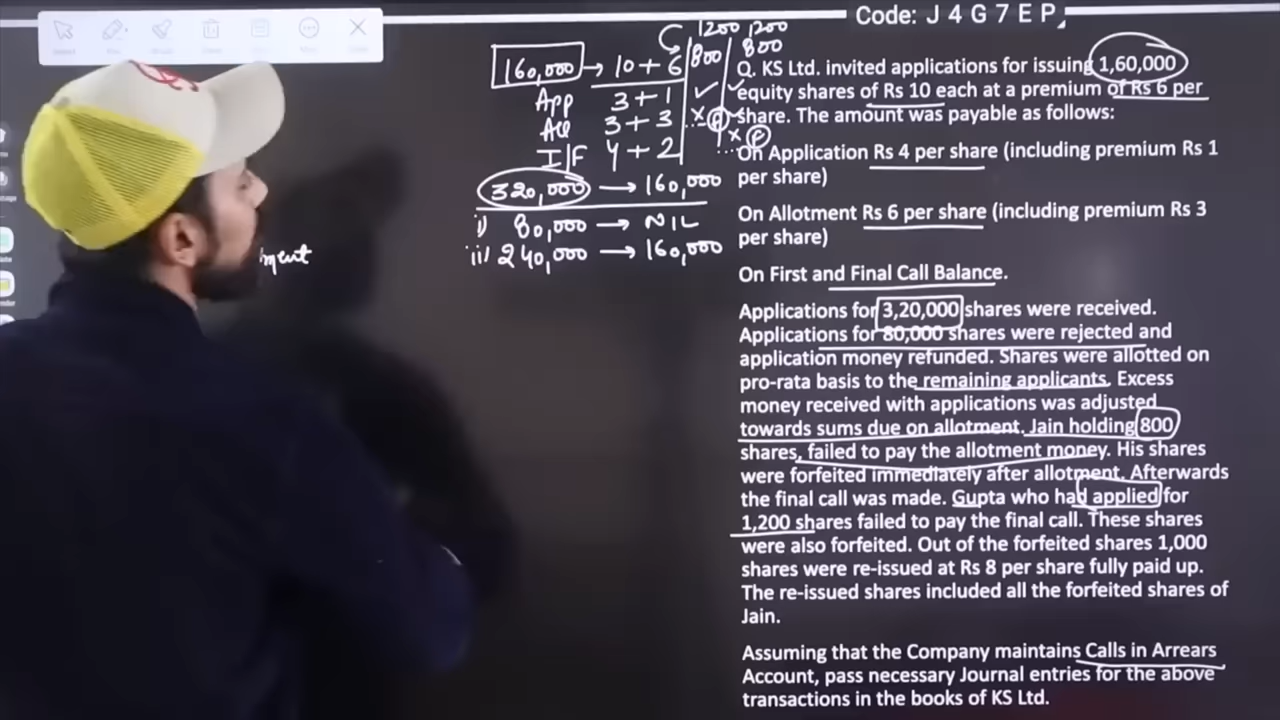 Code: J 4 G 7 E P
1200 1200
160,000 → 10 + 6 800 800
App 3 + 1 ✓
All 3 + 3 x F
I/F 4 + 2 x F
320,000 → 160,000
i) 80,000 → NIL
ii) 240,000 → 160,000
ment
Q. KS Ltd. invited applications for issuing 1,60,000
equity shares of Rs 10 each at a premium of Rs 6 per
share. The amount was payable as follows:
On Application Rs 4 per share (including premium Rs 1
per share)
On Allotment Rs 6 per share (including premium Rs 3
per share)
On First and Final Call Balance.
Applications for 3,20,000 shares were received.
Applications for 80,000 shares were rejected and
application money refunded. Shares were allotted on
pro-rata basis to the remaining applicants. Excess
money received with applications was adjusted
towards sums due on allotment. Jain holding 800
shares, failed to pay the allotment money. His shares
were forfeited immediately after allotment. Afterwards
the final call was made. Gupta who had applied for
1,200 shares failed to pay the final call. These shares
were also forfeited. Out of the forfeited shares 1,000
shares were re-issued at Rs 8 per share fully paid up.
The re-issued shares included all the forfeited shares of
Jain.
Assuming that the Company maintains Calls in Arrears
Account, pass necessary Journal entries for the above
transactions in the books of KS Ltd.